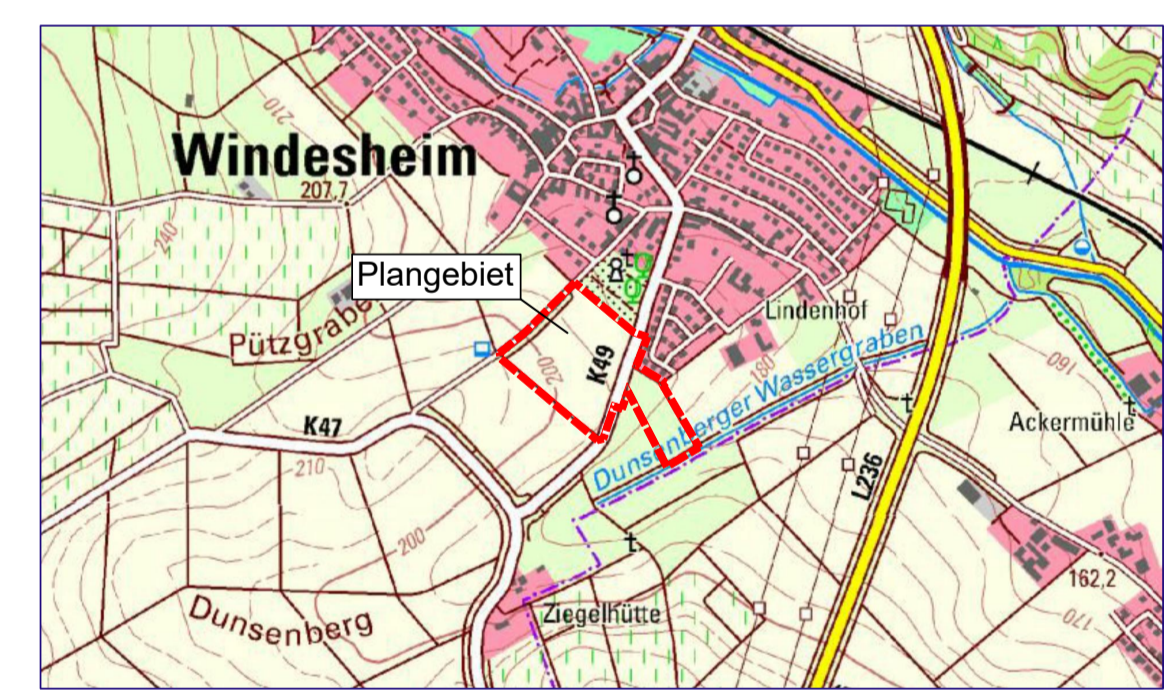 210
Windesheim
207,7
240
Plangebiet
Lindenhof
Pützgraben
200
K49
180
160
Dunsenberger Wassergraben
Ackermühle
K47
210
L236
200
162,2
Dunsenberg
Ziegelhütte
170